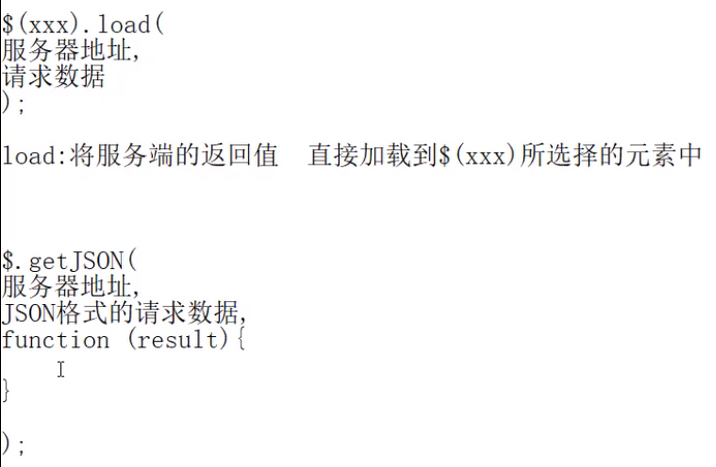 $(xxx).load(
服务器地址,
请求数据
);
load:将服务端的返回值  直接加载到$(xxx)所选择的元素中
$.getJSON(
服务器地址,
JSON格式的请求数据,
function (result){
}
);